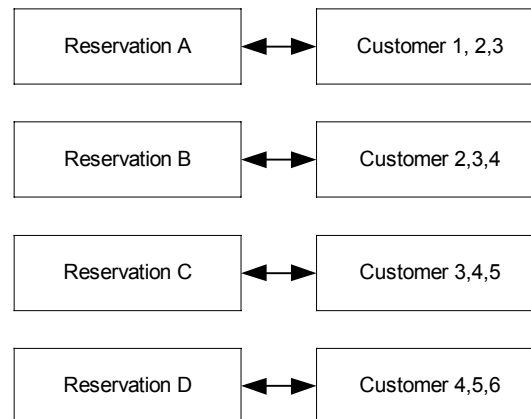 Reservation A
Customer 1, 2,3
Reservation B
Customer 2,3,4
Reservation C
Customer 3,4,5
Reservation D
Customer 4,5,6